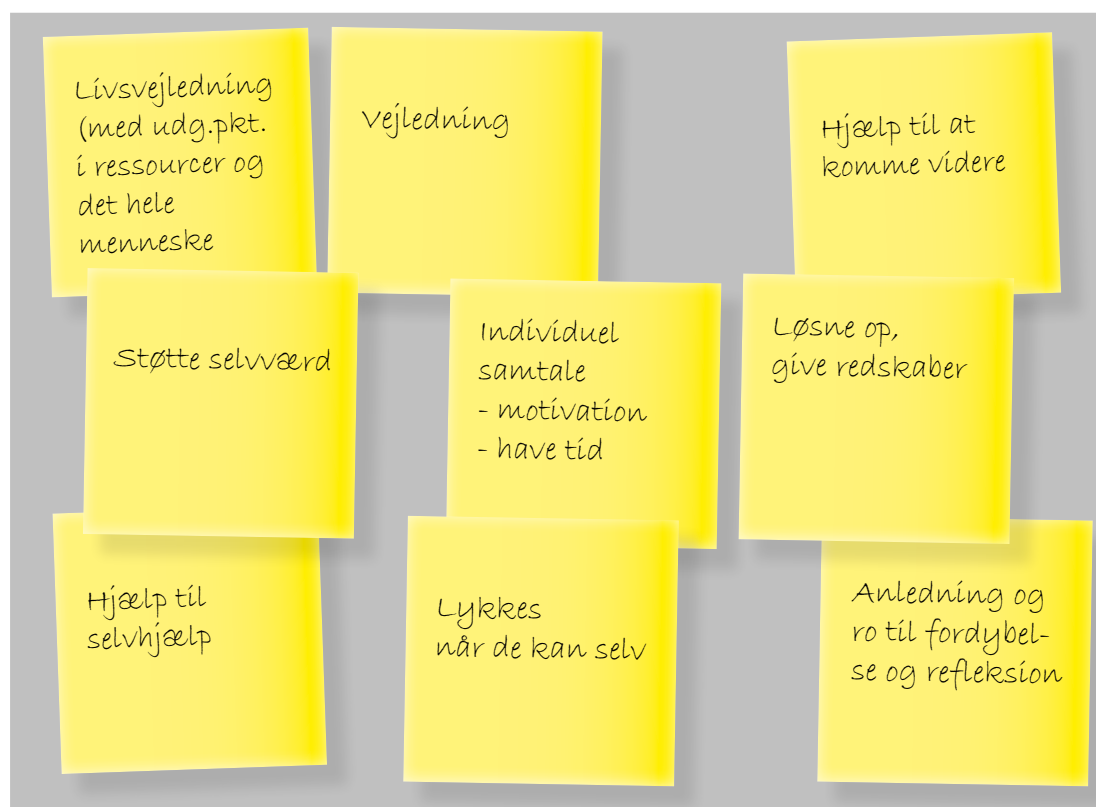 Livsvejledning
(med udg.pkt.
i ressourcer og
det hele
menneske
Vejledning
Hjælp til at
komme videre
Støtte selvværd
Individuel
samtale
- motivation
- have tid
Løsne op,
give redskaber
Hjælp til
selvhjælp
Lykkes
når de kan selv
Anledning og
ro til fordybel-
se og refleksion